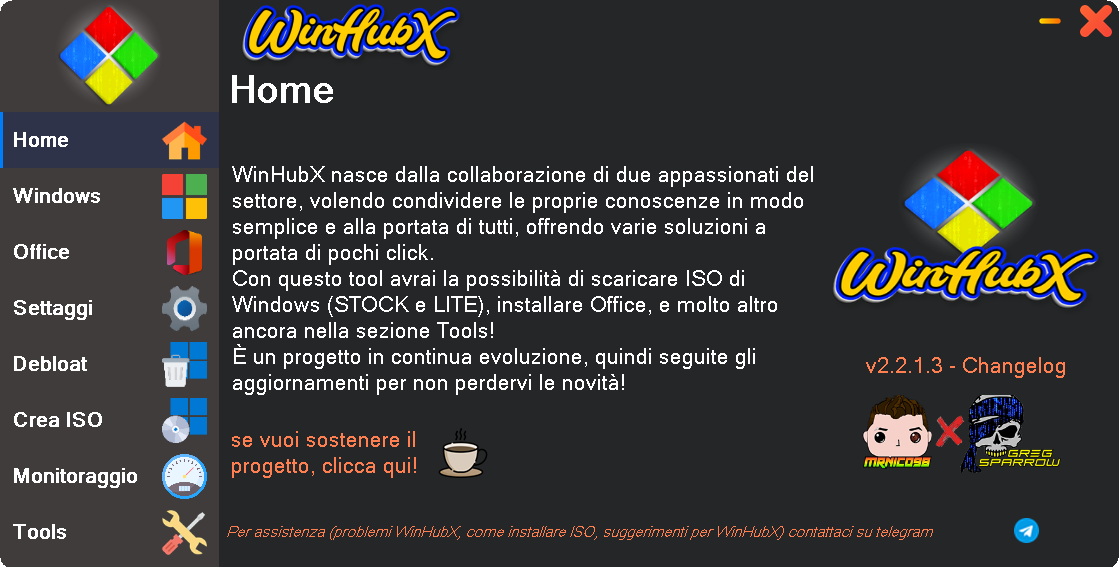 WinHubX
Home
Home
Windows
Office
Settaggi
Debloat
Crea ISO
Monitoraggio
Tools
WinHubX nasce dalla collaborazione di due appassionati del
settore, volendo condividere le proprie conoscenze in modo
semplice e alla portata di tutti, offrendo varie soluzioni a
portata di pochi click.
Con questo tool avrai la possibilità di scaricare ISO di
Windows (STOCK e LITE), installare Office, e molto altro
ancora nella sezione Tools!
È un progetto in continua evoluzione, quindi seguite gli
aggiornamenti per non perdervi le novità!
se vuoi sostenere il
progetto, clicca qui!
WinHubX
v2.2.1.3 - Changelog
MRNICO98
GREG
SPARROW
Per assistenza (problemi WinHubX, come installare ISO, suggerimenti per WinHubX) contattaci su telegram